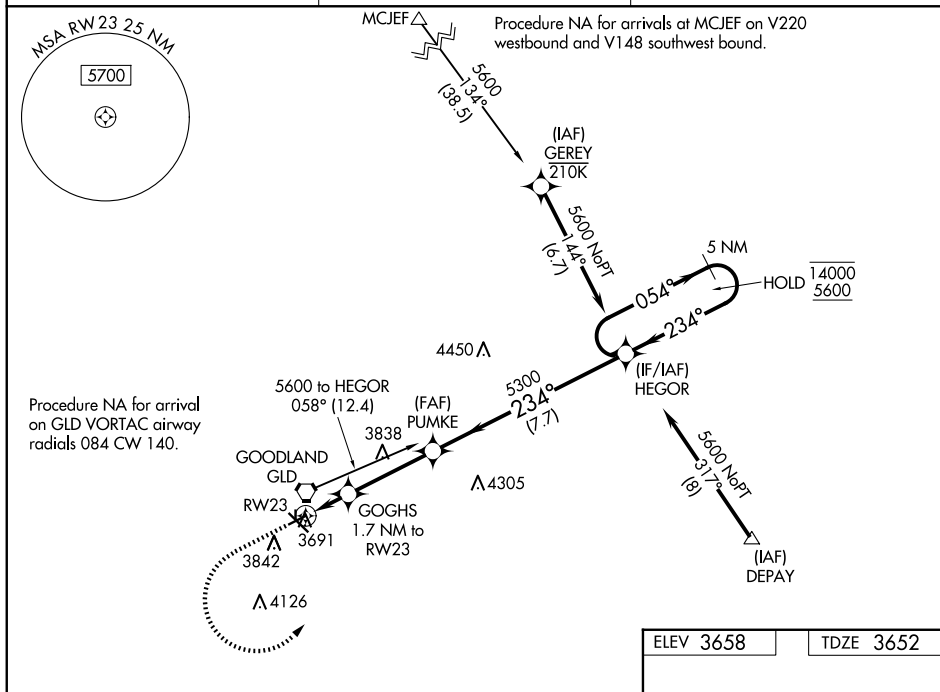 MCJEF
Procedure NA for arrivals at MCJEF on V220
westbound and V148 southwest bound.
MSA RW 23 25 NM
5700
5600
134°
(38.5)
(IAF)
GEREY
210K
5600 NoPT
144°
(6.7)
5 NM
HOLD
14000
5600
054°
234°
(IF/IAF)
HEGOR
4450
5300
234°
(7.7)
5600 to HEGOR
058° (12.4)
(FAF)
PUMKE
Procedure NA for arrival
on GLD VORTAC airway
radials 084 CW 140.
3838
GOODLAND
GLD
4305
5600 NoPT
317°
(8)
RW23
GOGHS
1.7 NM to
RW23
3691
3842
(IAF)
DEPAY
4126
ELEV 3658
TDZE 3652